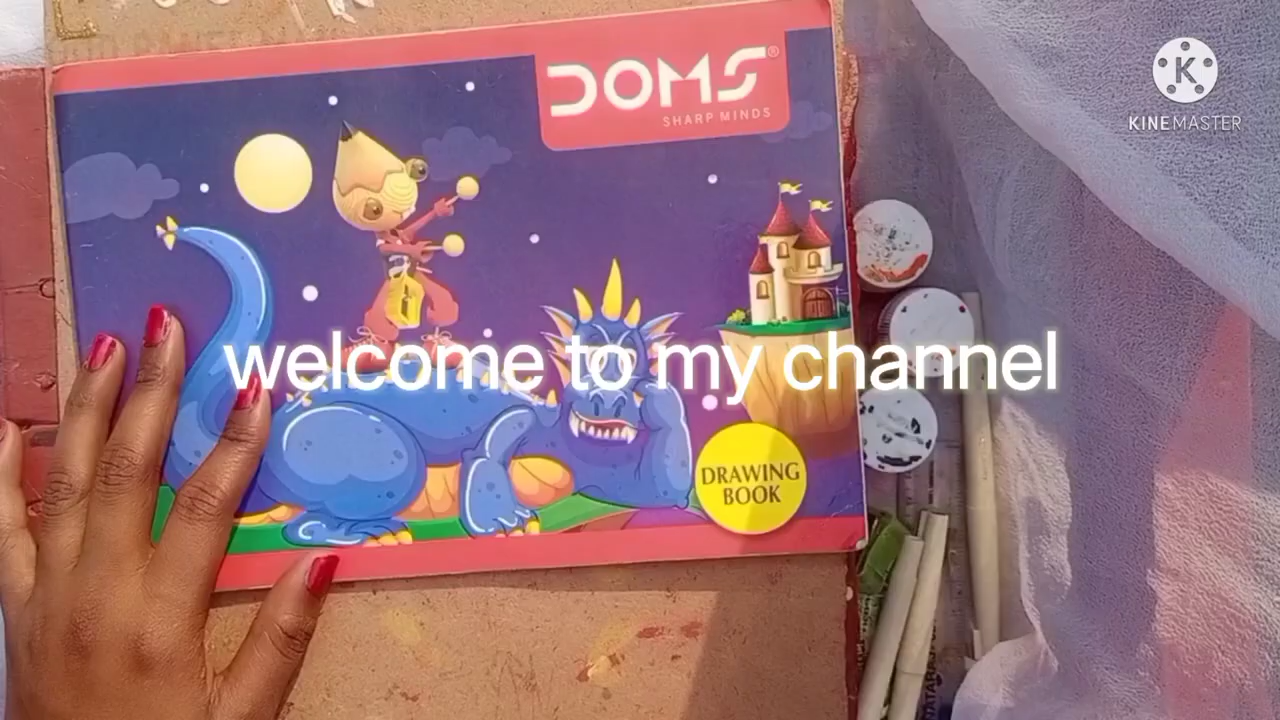 DOMS®
SHARP MINDS
K
KINEMASTER
welcome to my channel
DRAWING
BOOK